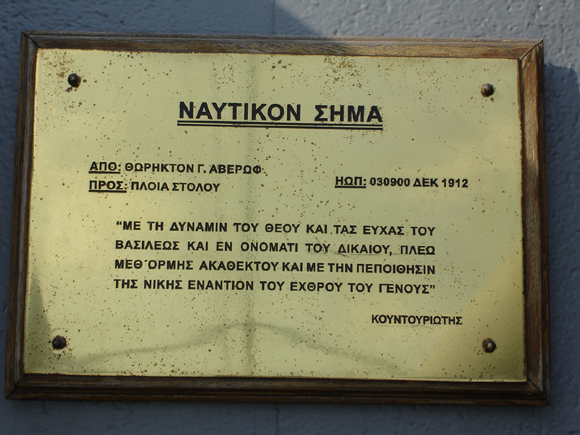 ΝΑΥΤΙΚΟΝ ΣΗΜΑ
ΑΠΟ: ΘΩΡΗΚΤΟΝ Γ. ΑΒΕΡΩΦ
ΠΡΟΣ: ΠΛΟΙΑ ΣΤΟΛΟΥ
ΗΩΠ: 030900 ΔΕΚ 1912
“ΜΕ ΤΗ ΔΥΝΑΜΙΝ ΤΟΥ ΘΕΟΥ ΚΑΙ ΤΑΣ ΕΥΧΑΣ ΤΟΥ
ΒΑΣΙΛΕΩΣ ΚΑΙ ΕΝ ΟΝΟΜΑΤΙ ΤΟΥ ΔΙΚΑΙΟΥ, ΠΛΕΩ
ΜΕΘ΄ΟΡΜΗΣ ΑΚΑΘΕΚΤΟΥ ΚΑΙ ΜΕ ΤΗΝ ΠΕΠΟΙΘΗΣΙΝ
ΤΗΣ ΝΙΚΗΣ ΕΝΑΝΤΙΟΝ ΤΟΥ ΕΧΘΡΟΥ ΤΟΥ ΓΕΝΟΥΣ”
ΚΟΥΝΤΟΥΡΙΩΤΗΣ